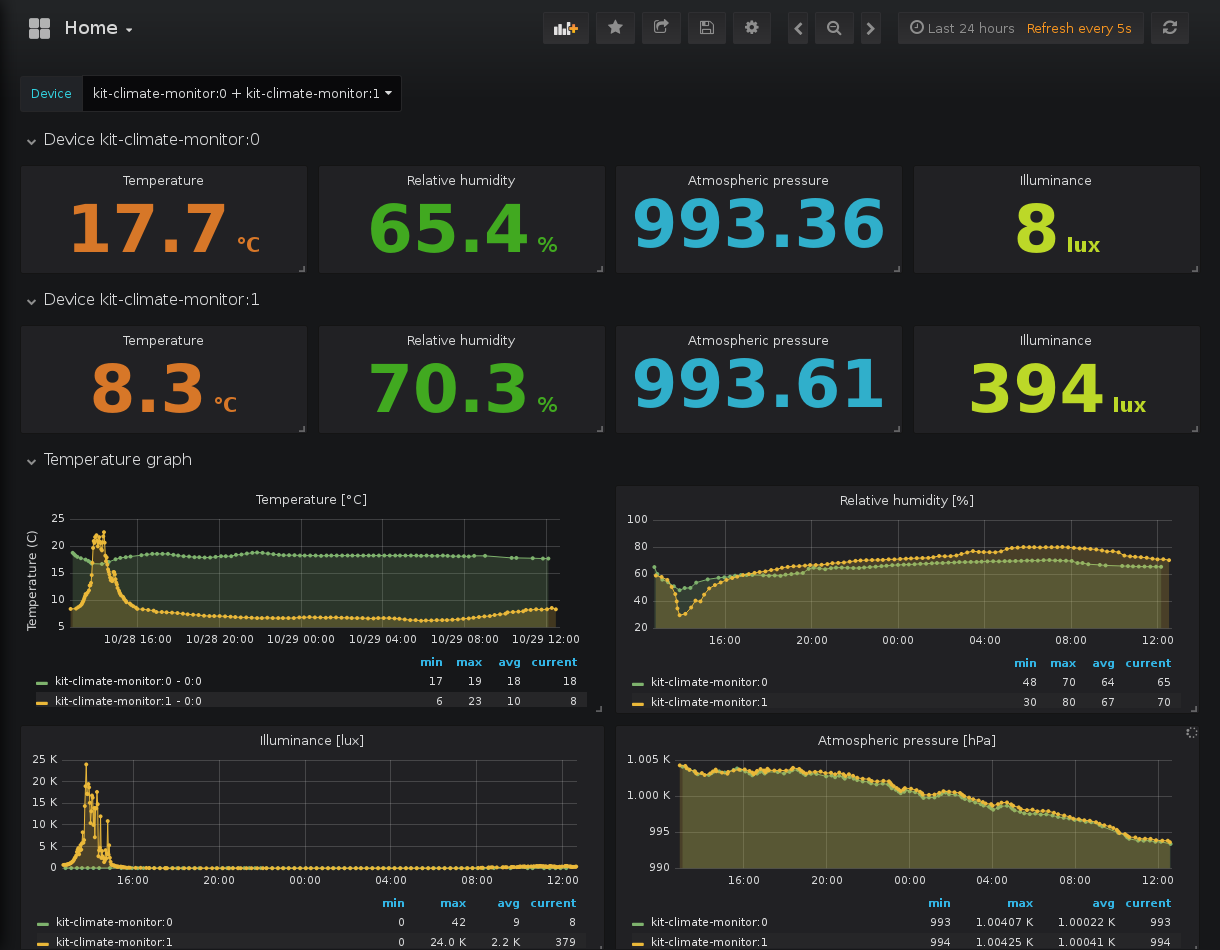 Home
Last 24 hours Refresh every 5s
Device kit-climate-monitor:0 + kit-climate-monitor:1
Device kit-climate-monitor:0
Temperature Relative humidity Atmospheric pressure Illuminance
17.7 °C 65.4 % 993.36 8 lux
Device kit-climate-monitor:1
Temperature Relative humidity Atmospheric pressure Illuminance
8.3 °C 70.3 % 993.61 394 lux
Temperature graph
Temperature [°C]
Temperature (C)
25
20
15
10
5
10/28 16:00 10/28 20:00 10/29 00:00 10/29 04:00 10/29 08:00 10/29 12:00
min max avg current
kit-climate-monitor:0 - 0:0 17 19 18 18
kit-climate-monitor:1 - 0:0 6 23 10 8
Relative humidity [%]
100
80
60
40
20
16:00 20:00 00:00 04:00 08:00 12:00
min max avg current
kit-climate-monitor:0 48 70 64 65
kit-climate-monitor:1 30 80 67 70
Illuminance [lux]
25 K
20 K
15 K
10 K
5 K
0
16:00 20:00 00:00 04:00 08:00 12:00
min max avg current
kit-climate-monitor:0 0 42 9 8
kit-climate-monitor:1 0 24.0 K 2.2 K 379
Atmospheric pressure [hPa]
1.005 K
1.000 K
995
990
16:00 20:00 00:00 04:00 08:00 12:00
min max avg current
kit-climate-monitor:0 993 1.00407 K 1.00022 K 993
kit-climate-monitor:1 994 1.00425 K 1.00041 K 994